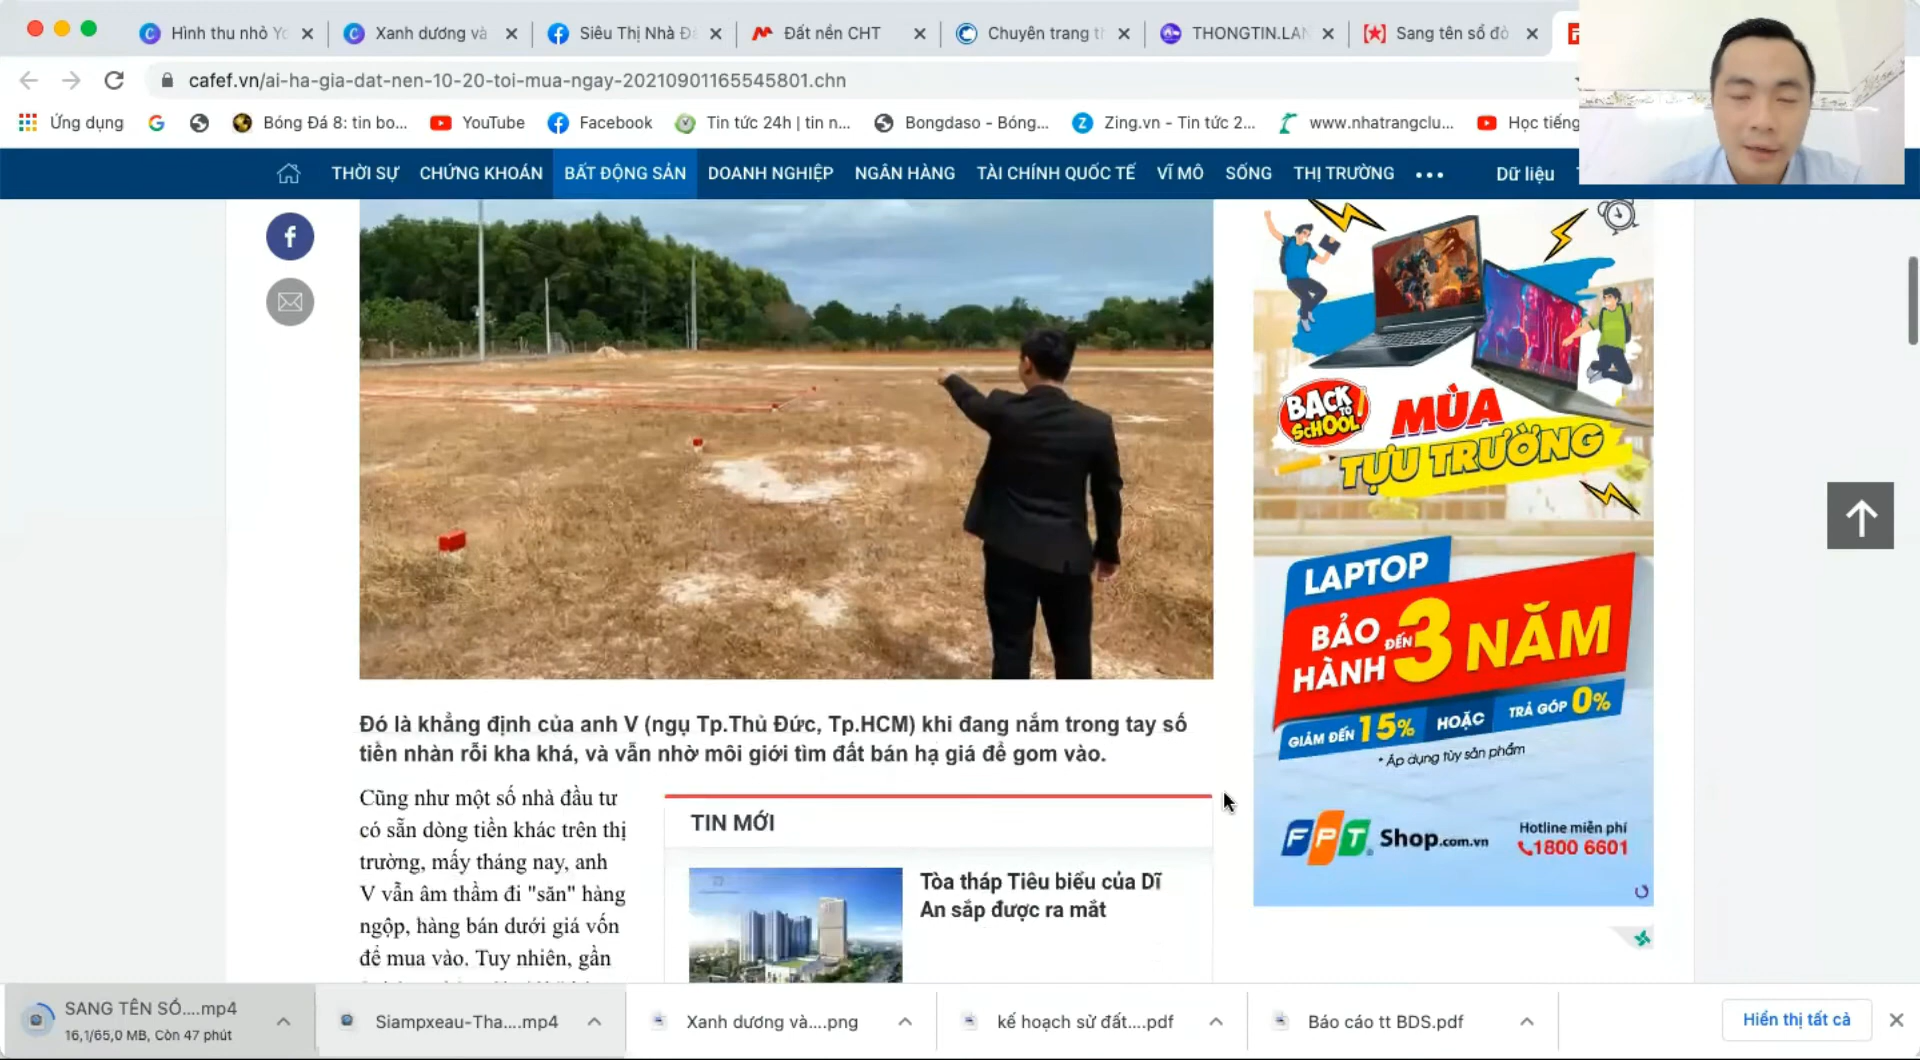 Hình thu nhỏ Yo
Xanh dương và
Siêu Thị Nhà Đấ
Đất nền CHT
Chuyên trang th
THONGTIN.LAN
Sang tên sổ đỏ
cafef.vn/ai-ha-gia-dat-nen-10-20-toi-mua-ngay-20210901165545801.chn
Ứng dụng
Bóng Đá 8: tin bo...
YouTube
Facebook
Tin tức 24h | tin n...
Bongdaso - Bóng...
Zing.vn - Tin tức 2...
www.nhatrangclu...
Học tiếng
THỜI SỰ
CHỨNG KHOÁN
BẤT ĐỘNG SẢN
DOANH NGHIỆP
NGÂN HÀNG
TÀI CHÍNH QUỐC TẾ
VĨ MÔ
SỐNG
THỊ TRƯỜNG
Dữ liệu
BACK TO SCHOOL!
MÙA
TỰU TRƯỜNG
LAPTOP
BẢO HÀNH ĐẾN 3 NĂM
GIẢM ĐẾN 15% HOẶC TRẢ GÓP 0%
* Áp dụng tùy sản phẩm
FPT Shop.com.vn
Hotline miễn phí
1800 6601
Đó là khẳng định của anh V (ngụ Tp.Thủ Đức, Tp.HCM) khi đang nắm trong tay số
tiền nhàn rỗi kha khá, và vẫn nhờ môi giới tìm đất bán hạ giá để gom vào.
Cũng như một số nhà đầu tư
có sẵn dòng tiền khác trên thị
trường, mấy tháng nay, anh
V vẫn âm thầm đi "săn" hàng
ngộp, hàng bán dưới giá vốn
để mua vào. Tuy nhiên, gần
TIN MỚI
Tòa tháp Tiêu biểu của Dĩ
An sắp được ra mắt
SANG TÊN SỔ....mp4
16,1/65,0 MB, Còn 47 phút
Siampxeau-Tha....mp4
Xanh dương và....png
kế hoạch sử đất....pdf
Báo cáo tt BDS.pdf
Hiển thị tất cả